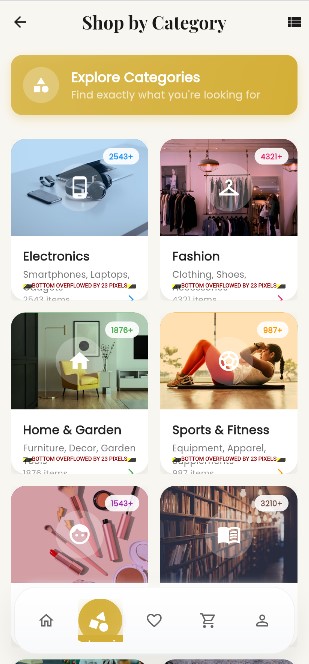 Shop by Category
Explore Categories
Find exactly what you're looking for
2543+
4321+
Electronics
Fashion
Smartphones, Laptops,
Clothing, Shoes,
BOTTOM OVERFLOWED BY 23 PIXELS
BOTTOM OVERFLOWED BY 23 PIXELS
2543 items
4321 items
1876+
987+
Home & Garden
Sports & Fitness
Furniture, Decor, Garden
Equipment, Apparel,
BOTTOM OVERFLOWED BY 23 PIXELS
BOTTOM OVERFLOWED BY 23 PIXELS
1876 items
987 items
1543+
3210+